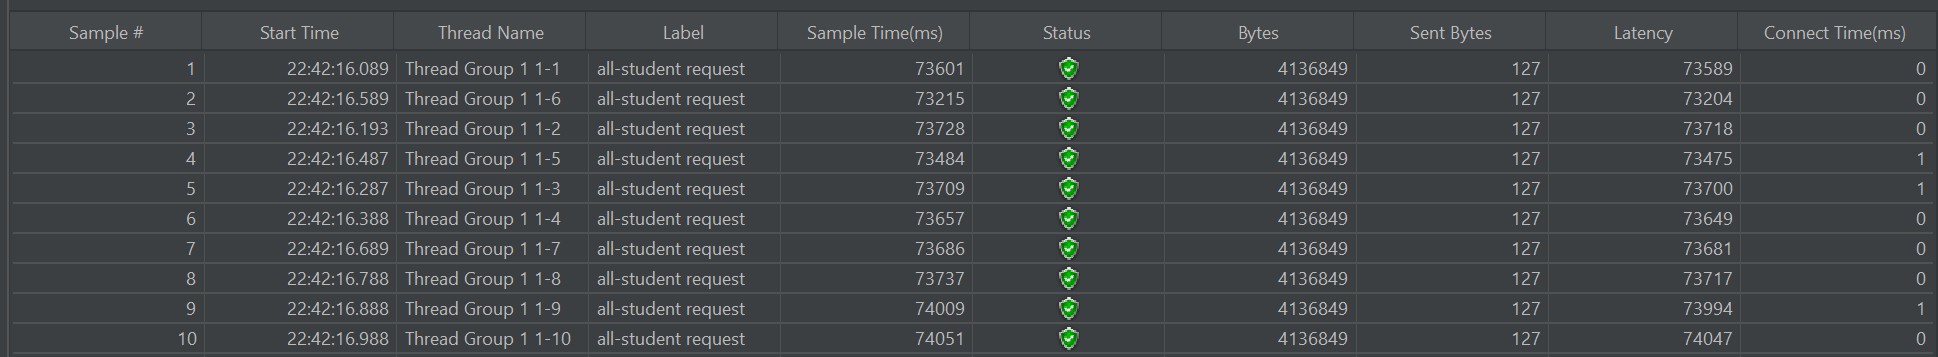 Sample # Start Time Thread Name Label Sample Time(ms) Status Bytes Sent Bytes Latency Connect Time(ms)
1 22:42:16.089 Thread Group 1 1-1 all-student request 73601 4136849 127 73589 0
2 22:42:16.589 Thread Group 1 1-6 all-student request 73215 4136849 127 73204 0
3 22:42:16.193 Thread Group 1 1-2 all-student request 73728 4136849 127 73718 0
4 22:42:16.487 Thread Group 1 1-5 all-student request 73484 4136849 127 73475 1
5 22:42:16.287 Thread Group 1 1-3 all-student request 73709 4136849 127 73700 1
6 22:42:16.388 Thread Group 1 1-4 all-student request 73657 4136849 127 73649 0
7 22:42:16.689 Thread Group 1 1-7 all-student request 73686 4136849 127 73681 0
8 22:42:16.788 Thread Group 1 1-8 all-student request 73737 4136849 127 73717 0
9 22:42:16.888 Thread Group 1 1-9 all-student request 74009 4136849 127 73994 1
10 22:42:16.988 Thread Group 1 1-10 all-student request 74051 4136849 127 74047 0